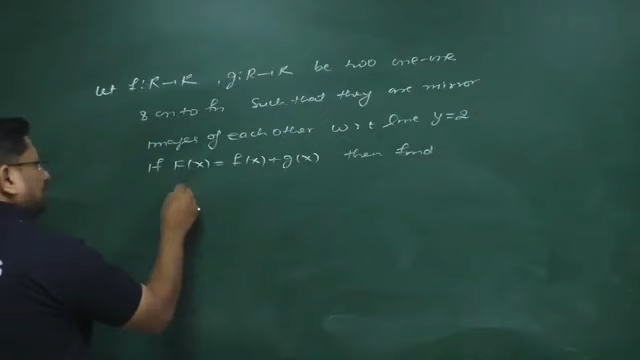 Let f:R→R , g:R→R be two one-one
& onto fn such that they are mirror
images of each other w.r.t line y=2
If F(x) = f(x)+g(x) then find